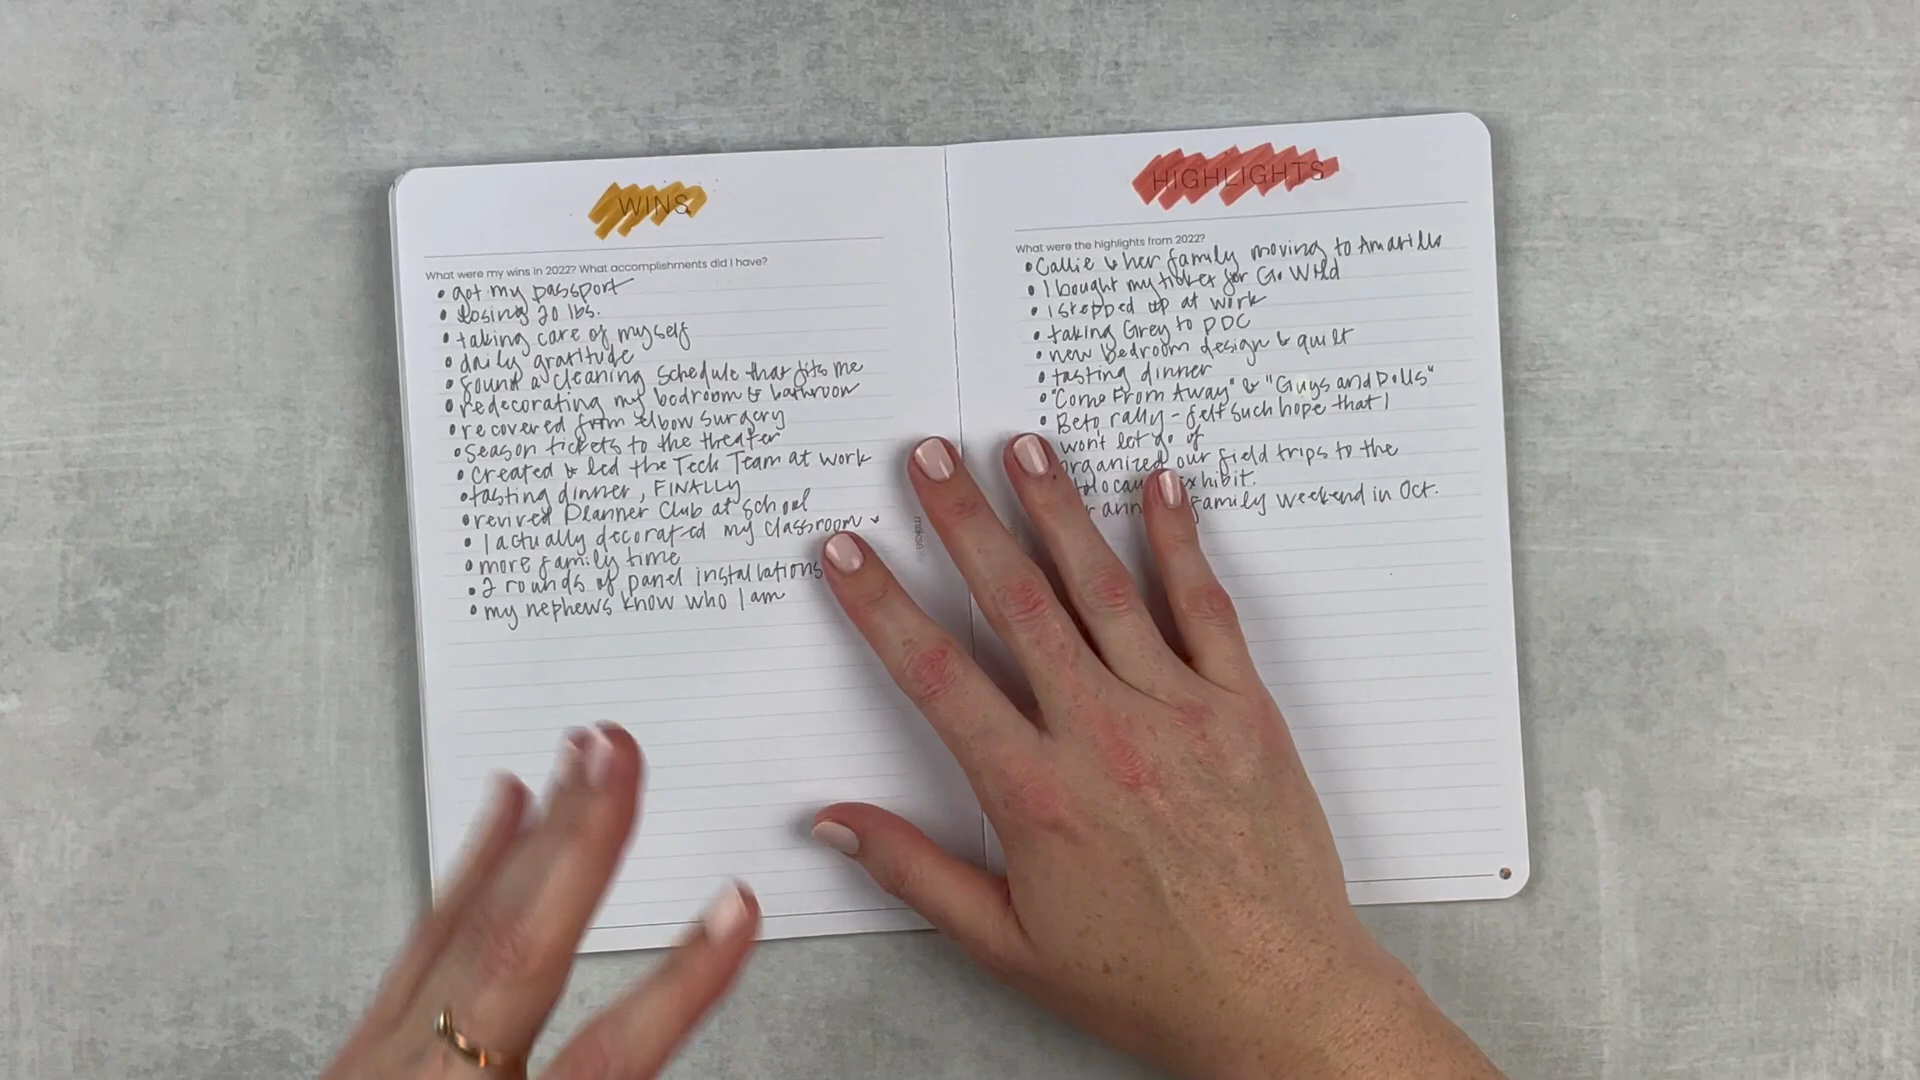 WINS
What were my wins in 2022? What accomplishments did I have?
• got my passport
• losing 20 lbs.
• taking care of myself
• daily gratitude
• found a cleaning schedule that fits me
• redecorating my bedroom & bathroom
• recovered from elbow surgery
• season tickets to the theater
• created & led the Tech Team at work
• tasting dinner, FINALLY
• revived Planner Club at school
• I actually decorated my classroom
• more family time
• 2 rounds of panel installations
• my nephews know who I am
HIGHLIGHTS
What were the highlights from 2022?
• Callie & her family moving to Amarillo
• I bought my ticket for Go Wild
• I stepped up at work
• taking Grey to PDC
• new bedroom design & quilt
• tasting dinner
• "Come From Away" & "Guys and Dolls"
• Beto rally - felt such hope that I
won't let go of
organized our field trips to the
exhibit.
family weekend in Oct.